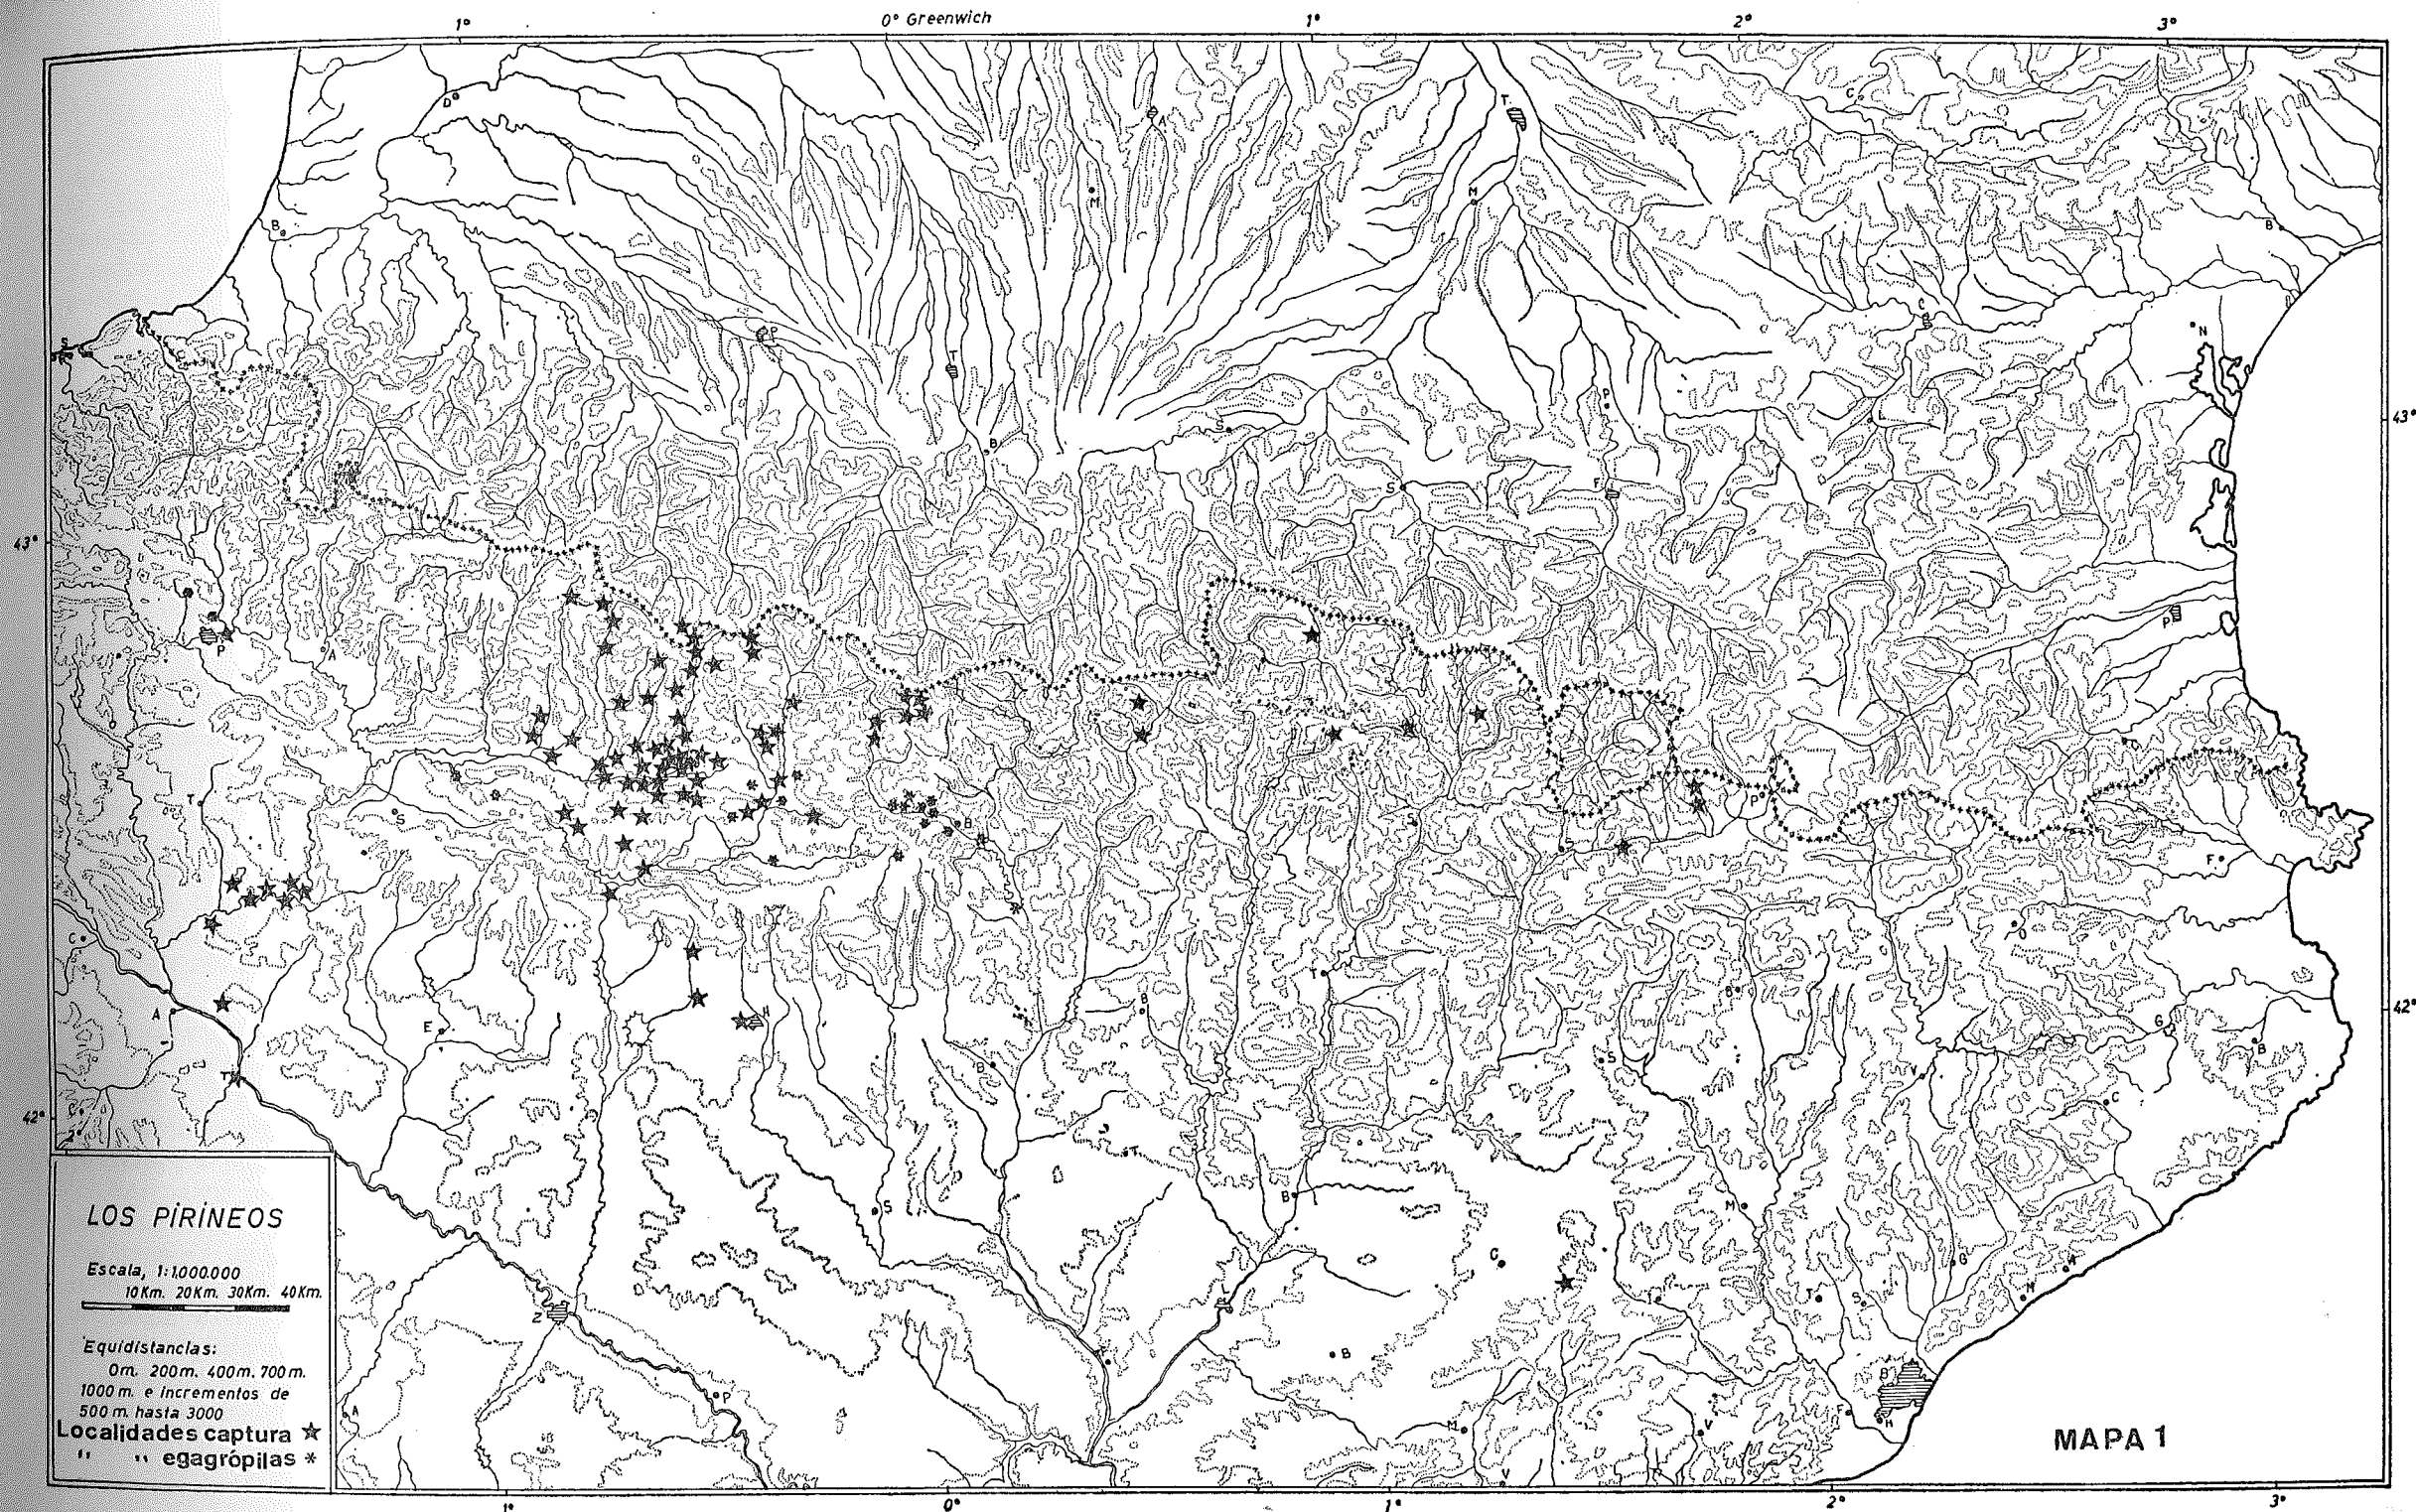 1° 0° Greenwich 1° 2° 3°
D
A
C
T.
M
M
B
B
C
P
T
N
S
P
L
43°
B
S
S
F
43°
P
A
P
T
S
B
S
S
P
F
C
O
T
B
B
42°
A
E
H
G
B
B
S
T
V
C
42°
C
T
B
S
M
LOS PIRINEOS
Escala, 1:1.000.000
10Km. 20Km. 30Km. 40Km.
Z
C
G
A
M
T
S
Equidistancias:
0m. 200m. 400m. 700m.
1000 m. e incrementos de
500 m. hasta 3000
B
B
P
A
F
H
M
V
Localidades captura ★
" " egagrópilas *
MAPA 1
V
1° 0° 1° 2° 3°